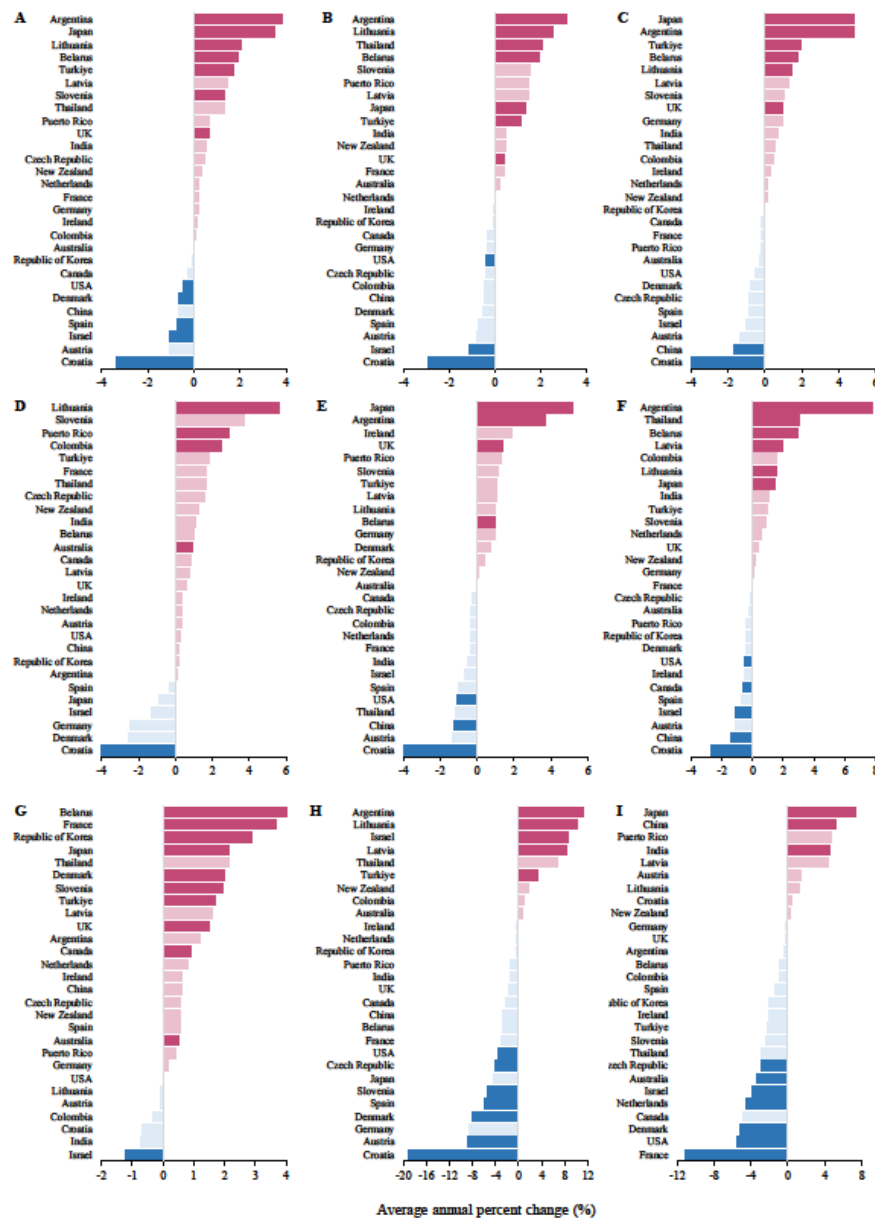 A
Argentina
Japan
Lithuania
Belarus
Turkiye
Latvia
Slovenia
Thailand
Puerto Rico
UK
India
Czech Republic
New Zealand
Netherlands
France
Germany
Ireland
Colombia
Australia
Republic of Korea
Canada
USA
Denmark
China
Spain
Israel
Austria
Croatia
-4 -2 0 2 4
B
Argentina
Lithuania
Thailand
Belarus
Slovenia
Puerto Rico
Latvia
Japan
Turkiye
India
New Zealand
UK
France
Australia
Netherlands
Ireland
Republic of Korea
Canada
Germany
USA
Czech Republic
Colombia
China
Denmark
Spain
Austria
Israel
Croatia
-4 -2 0 2 4
C
Japan
Argentina
Turkiye
Belarus
Lithuania
Latvia
Slovenia
UK
Germany
India
Thailand
Colombia
Ireland
Netherlands
New Zealand
Republic of Korea
Canada
France
Puerto Rico
Australia
USA
Denmark
Czech Republic
Spain
Israel
Austria
China
Croatia
-4 -2 0 2 4 6
D
Lithuania
Slovenia
Puerto Rico
Colombia
Turkiye
France
Thailand
Czech Republic
New Zealand
India
Belarus
Australia
Canada
Latvia
UK
Ireland
Netherlands
Austria
USA
China
Republic of Korea
Argentina
Spain
Japan
Israel
Germany
Denmark
Croatia
-4 -2 0 2 4 6
E
Japan
Argentina
Ireland
UK
Puerto Rico
Slovenia
Turkiye
Latvia
Lithuania
Belarus
Germany
Denmark
Republic of Korea
New Zealand
Australia
Canada
Czech Republic
Colombia
Netherlands
France
India
Israel
Spain
USA
Thailand
China
Austria
Croatia
-4 -2 0 2 4 6
F
Argentina
Thailand
Belarus
Latvia
Colombia
Lithuania
Japan
India
Turkiye
Slovenia
Netherlands
UK
New Zealand
Germany
France
Czech Republic
Australia
Puerto Rico
Republic of Korea
Denmark
USA
Ireland
Canada
Spain
Israel
Austria
China
Croatia
-4 -2 0 2 4 6 8
G
Belarus
France
Republic of Korea
Japan
Thailand
Denmark
Slovenia
Turkiye
Latvia
UK
Argentina
Canada
Netherlands
Ireland
China
Czech Republic
New Zealand
Spain
Australia
Puerto Rico
Germany
USA
Lithuania
Austria
Colombia
Croatia
India
Israel
-2 -1 0 1 2 3 4
H
Argentina
Lithuania
Israel
Latvia
Thailand
Turkiye
New Zealand
Colombia
Australia
Ireland
Netherlands
Republic of Korea
Puerto Rico
India
UK
Canada
China
Belarus
France
USA
Czech Republic
Japan
Slovenia
Spain
Denmark
Germany
Austria
Croatia
-20 -16 -12 -8 -4 0 4 8 12
I
Japan
China
Puerto Rico
India
Latvia
Austria
Lithuania
Croatia
New Zealand
Germany
UK
Argentina
Belarus
Colombia
Spain
ublic of Korea
Ireland
Turkiye
Slovenia
Thailand
Czech Republic
Australia
Israel
Netherlands
Canada
Denmark
USA
France
-12 -8 -4 0 4 8
Average annual percent change (%)